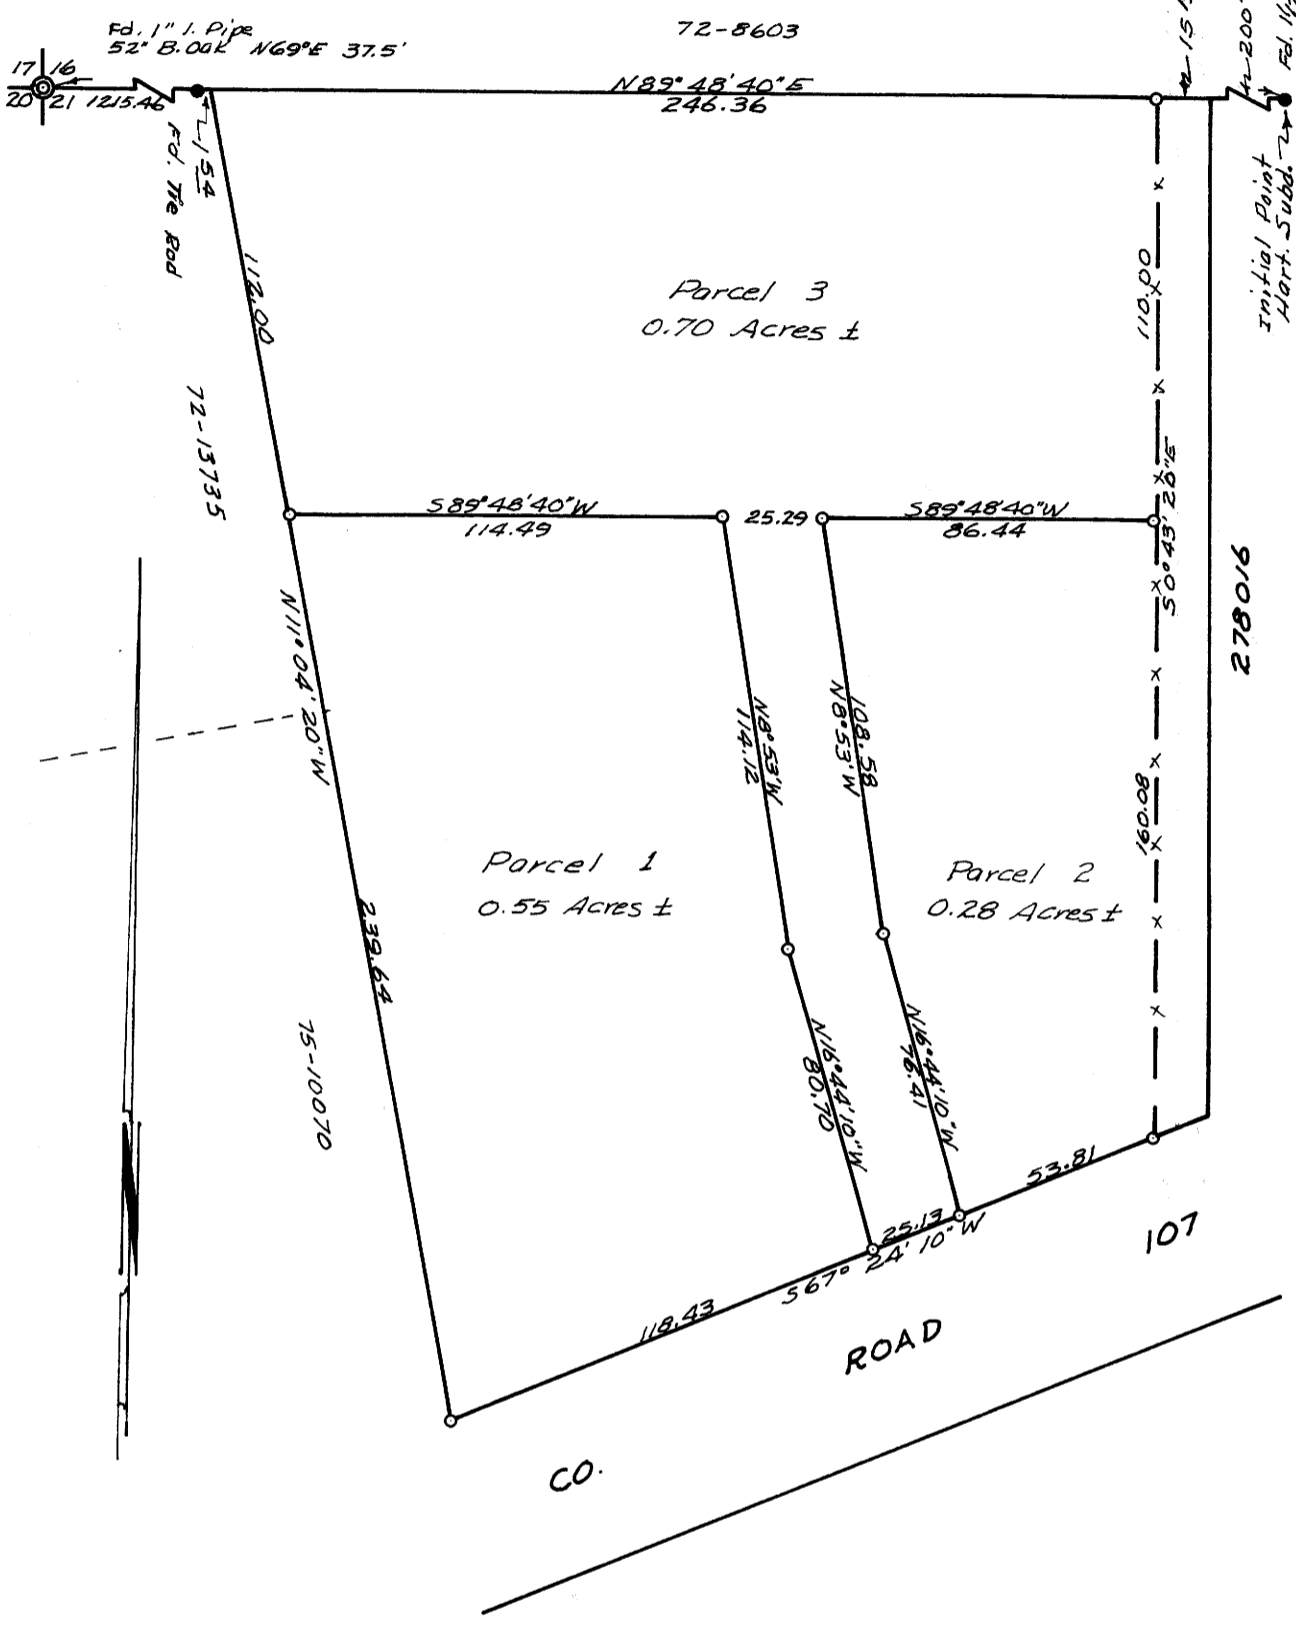 Fd. 1" I. Pipe
52" B. Oak N69°E 37.5'
72-8603
17 16
20 21 1215.46
N89°48'40"E
246.36
1.54
Fd. Tie Rod
15
200'
Fd. 1
Initial Point
Hart. Subd.
112.00
72-13735
Parcel 3
0.70 Acres ±
110.00
S0°43'20"E
278016
S89°48'40"W
114.49
25.29
S89°48'40"W
86.44
N11°04'20"W
239.64
75-10070
N8°53'W
114.12
108.58
N8°53'W
160.08
Parcel 1
0.55 Acres ±
Parcel 2
0.28 Acres ±
N16°44'10"W
80.70
N16°44'10"W
76.41
53.81
25.13
S67°24'10"W
118.43
CO. ROAD 107
N